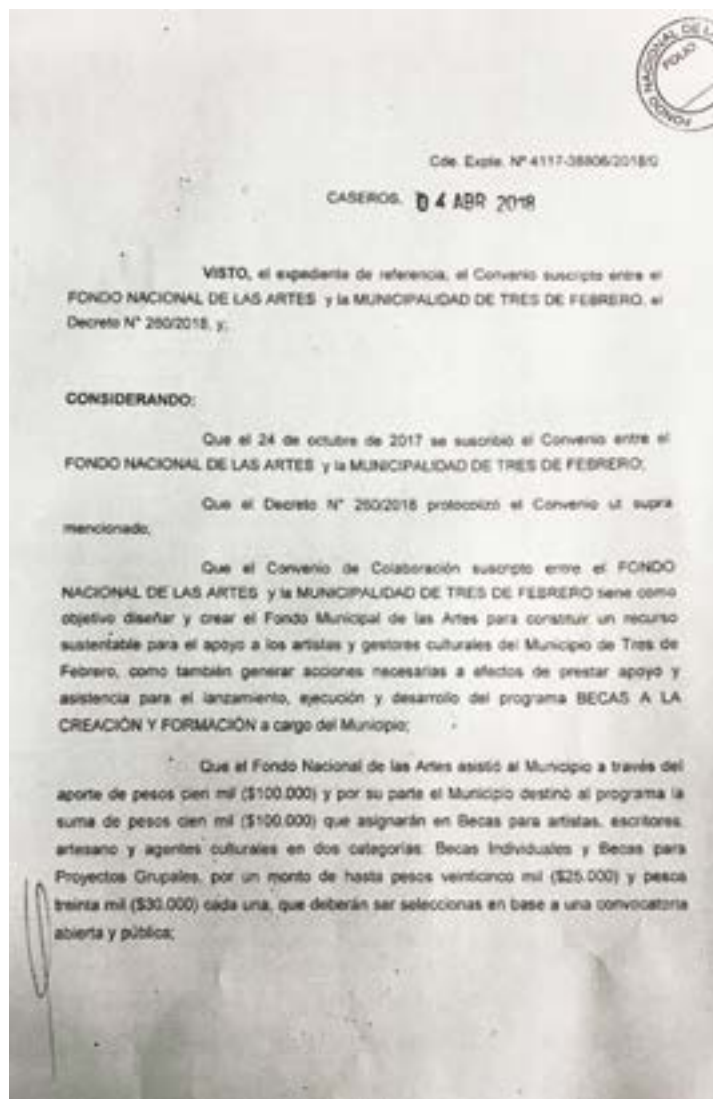 FONDO NACIONAL DE LA
FOLIO
Cde. Expte. Nº 4117-38806/2018/0
CASEROS, 04 ABR 2018
VISTO, el expediente de referencia, el Convenio suscripto entre el
FONDO NACIONAL DE LAS ARTES y la MUNICIPALIDAD DE TRES DE FEBRERO, el
Decreto N° 260/2018, y;
CONSIDERANDO:
Que el 24 de octubre de 2017 se suscribió el Convenio entre el
FONDO NACIONAL DE LAS ARTES y la MUNICIPALIDAD DE TRES DE FEBRERO;
Que el Decreto N° 260/2018 protocolizó el Convenio ut supra
mencionado;
Que el Convenio de Colaboración suscripto entre el FONDO
NACIONAL DE LAS ARTES y la MUNICIPALIDAD DE TRES DE FEBRERO tiene como
objetivo diseñar y crear el Fondo Municipal de las Artes para constituir un recurso
sustentable para el apoyo a los artistas y gestores culturales del Municipio de Tres de
Febrero, como también generar acciones necesarias a efectos de prestar apoyo y
asistencia para el lanzamiento, ejecución y desarrollo del programa BECAS A LA
CREACIÓN Y FORMACIÓN a cargo del Municipio;
Que el Fondo Nacional de las Artes asistió al Municipio a través del
aporte de pesos cien mil ($100.000) y por su parte el Municipio destinó al programa la
suma de pesos cien mil ($100.000) que asignarán en Becas para artistas, escritores,
artesano y agentes culturales en dos categorías: Becas Individuales y Becas para
Proyectos Grupales, por un monto de hasta pesos veinticinco mil ($25.000) y pesos
treinta mil ($30.000) cada una, que deberán ser seleccionas en base a una convocatoria
abierta y pública;